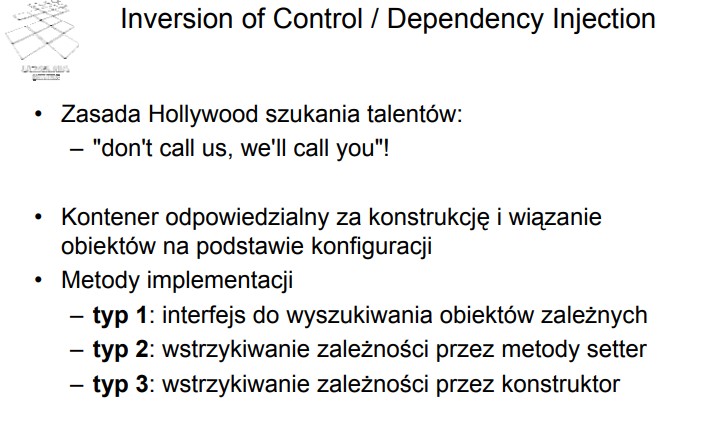 Inversion of Control / Dependency Injection
• Zasada Hollywood szukania talentów:
– "don't call us, we'll call you"!
• Kontener odpowiedzialny za konstrukcję i wiązanie
obiektów na podstawie konfiguracji
• Metody implementacji
– typ 1: interfejs do wyszukiwania obiektów zależnych
– typ 2: wstrzykiwanie zależności przez metody setter
– typ 3: wstrzykiwanie zależności przez konstruktor